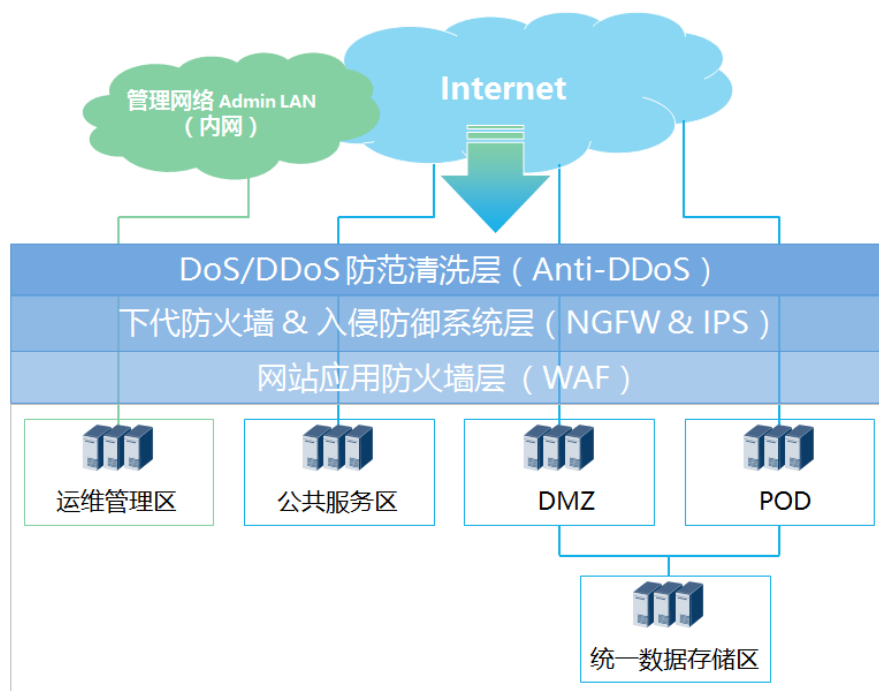 Internet
管理网络 Admin LAN
（内网）
DoS/DDoS 防范清洗层（Anti-DDoS）
下代防火墙 & 入侵防御系统层（NGFW & IPS）
网站应用防火墙层 （WAF）
运维管理区
公共服务区
DMZ
POD
统一数据存储区